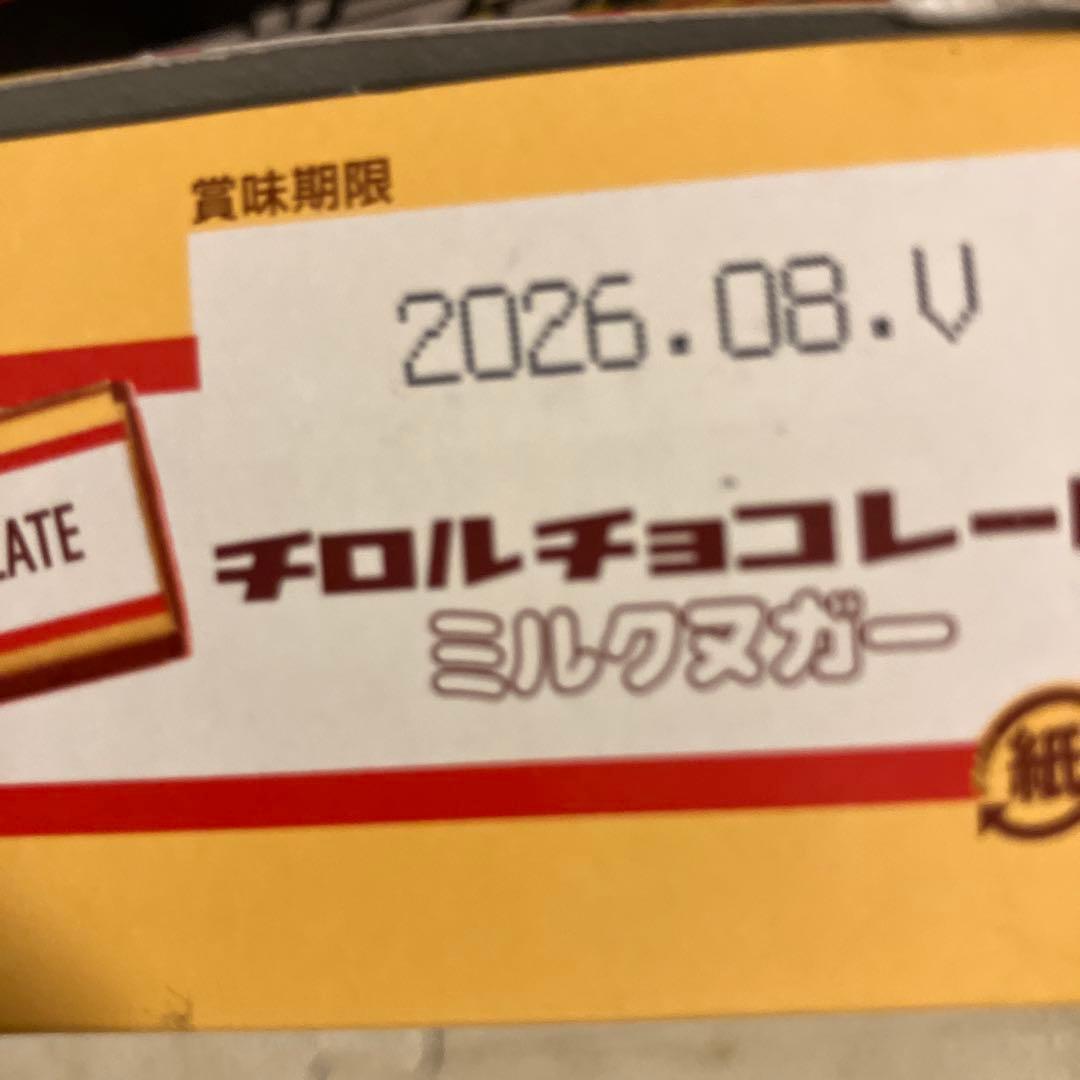 賞味期限
2026.08.V
LATE
チロルチョコレート
ミルクヌガー
紙